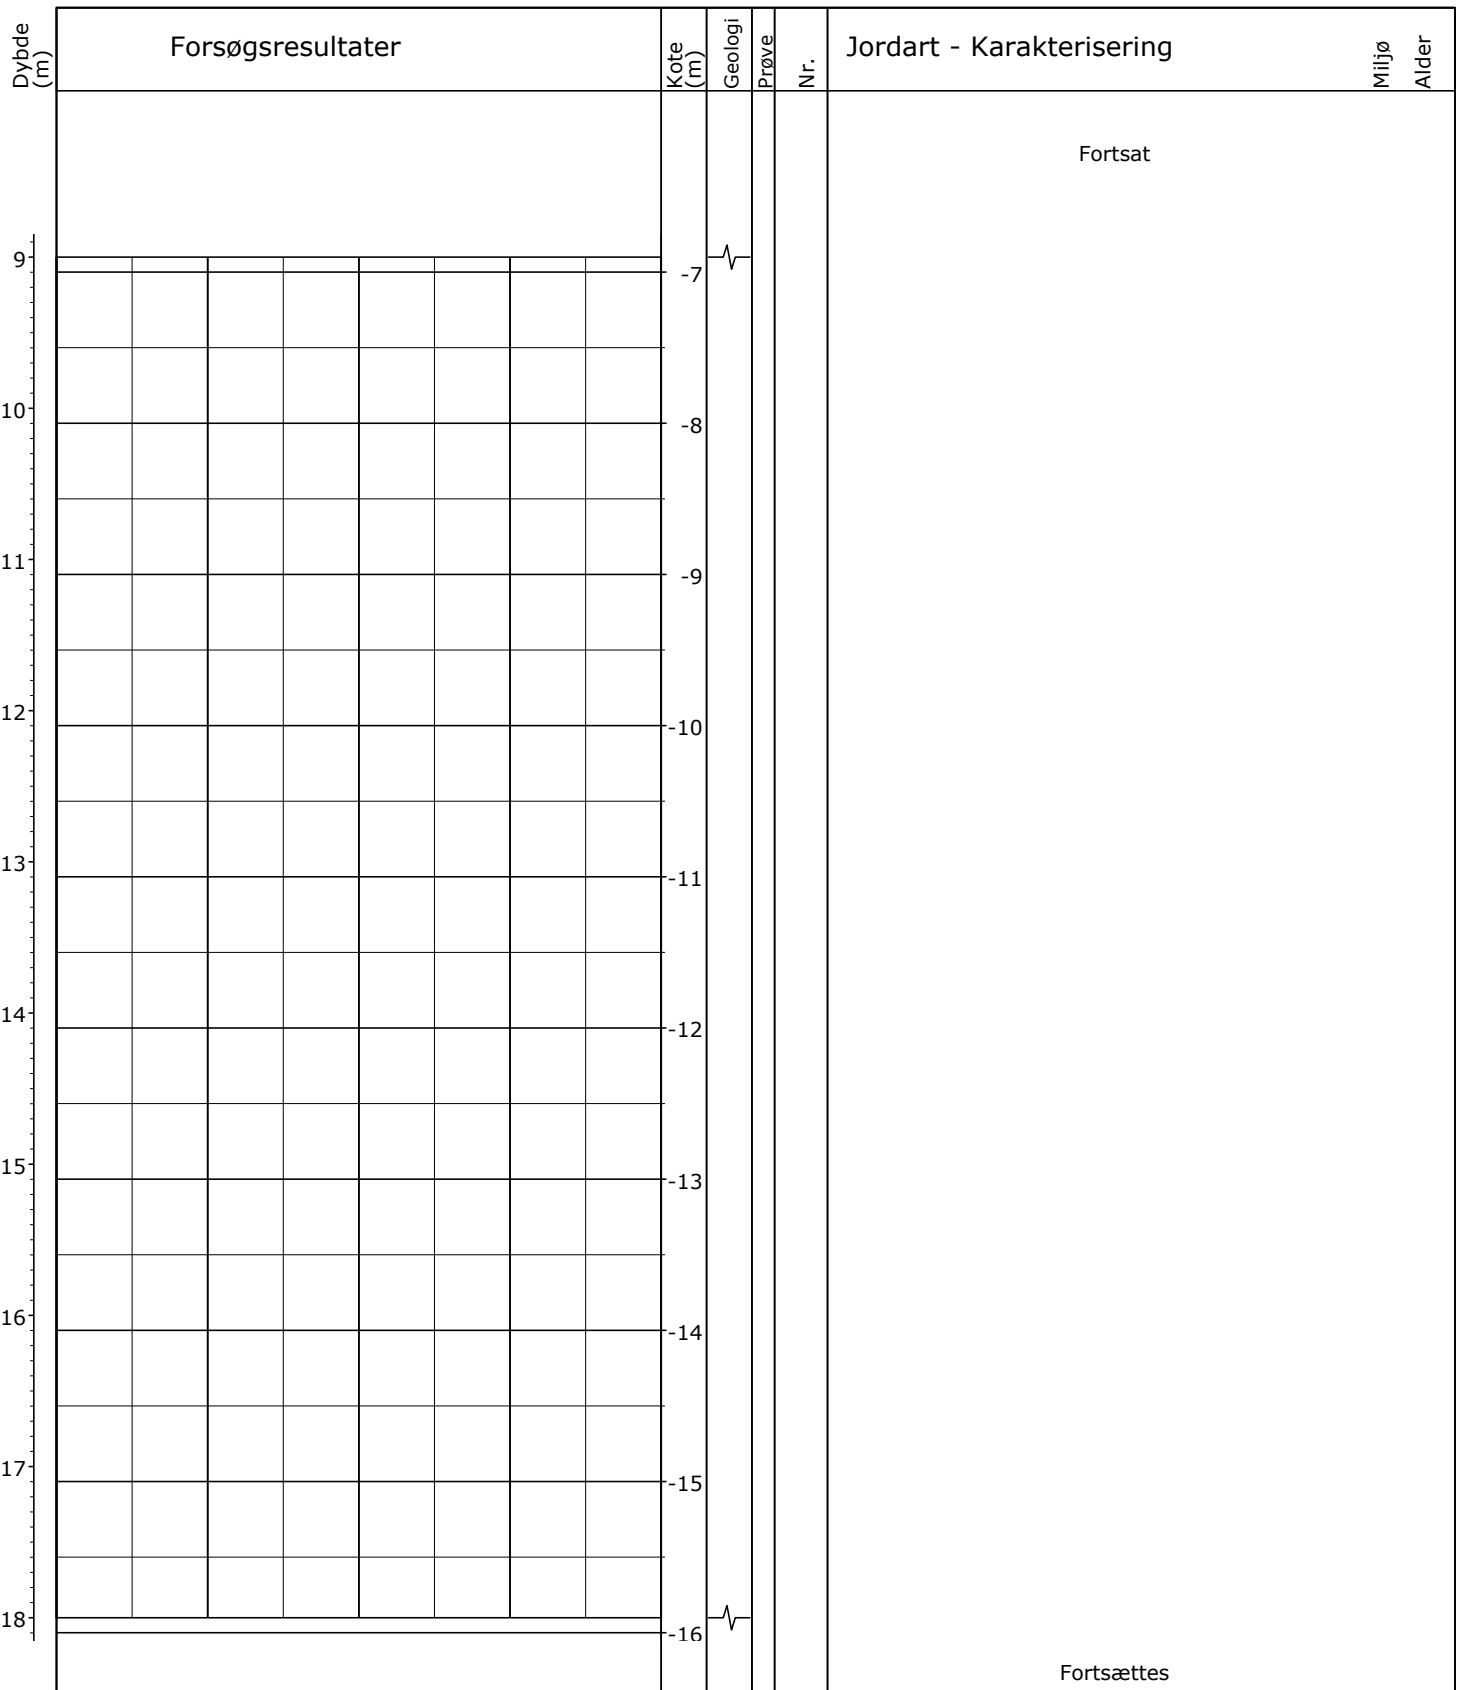 Dybde
(m)
Forsøgsresultater
Kote
(m)
Geologi
Prøve
Nr.
Jordart - Karakterisering
Miljø
Alder
Fortsat
9
-7
10
-8
11
-9
12
-10
13
-11
14
-12
15
-13
16
-14
17
-15
18
-16
Fortsættes